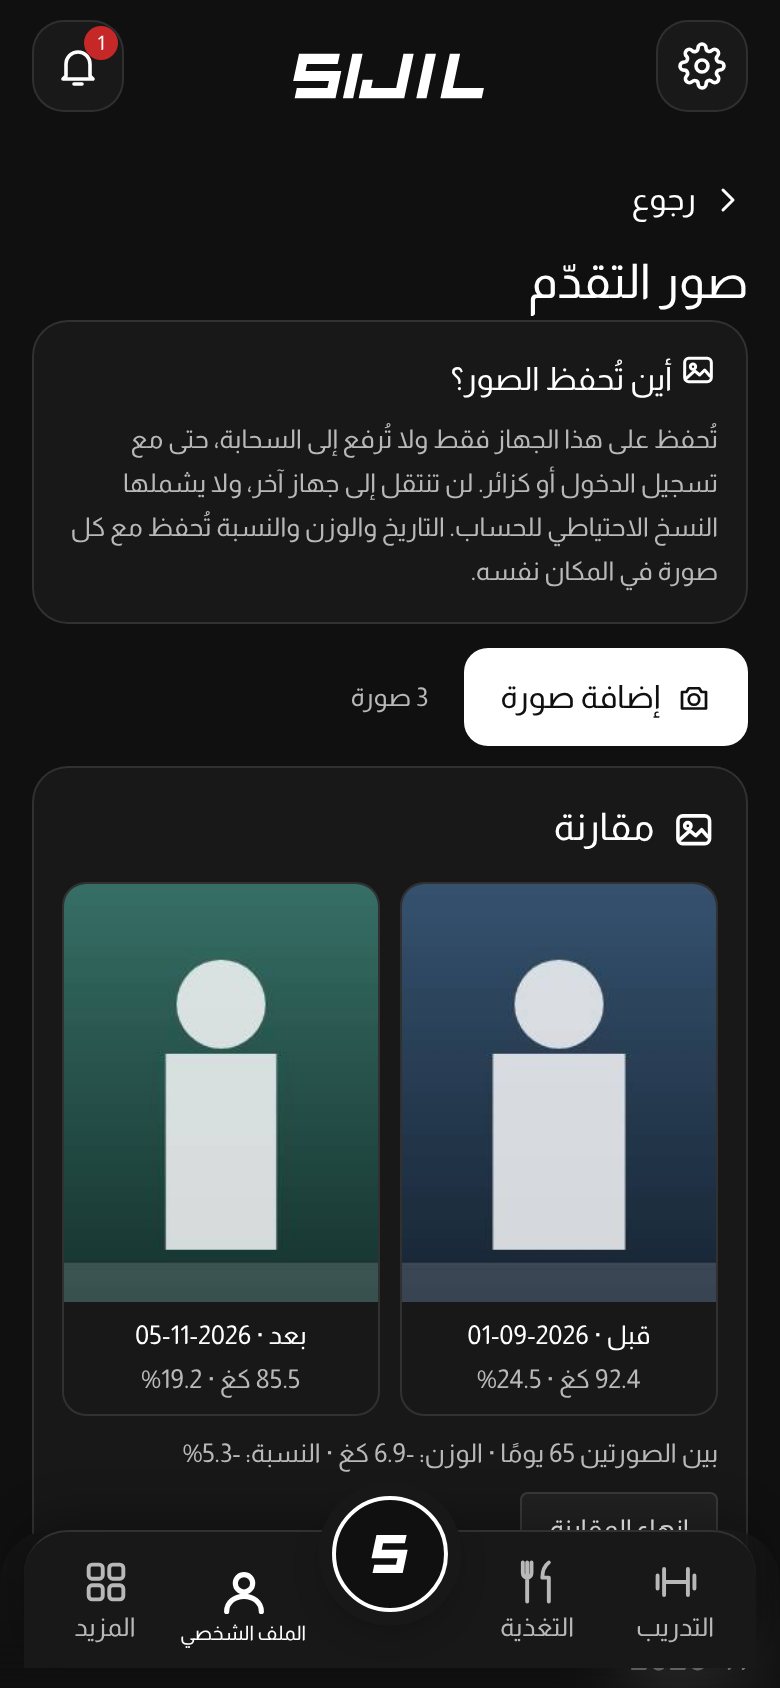 1
SIJIL
رجوع
صور التقدّم
أين تُحفظ الصور؟
تُحفظ على هذا الجهاز فقط ولا تُرفع إلى السحابة، حتى مع
تسجيل الدخول أو كزائر. لن تنتقل إلى جهاز آخر، ولا يشملها
النسخ الاحتياطي للحساب. التاريخ والوزن والنسبة تُحفظ مع كل
صورة في المكان نفسه.
إضافة صورة
3 صورة
مقارنة
قبل · 2026-09-01
92.4 كغ · 24.5%
بعد · 2026-11-05
85.5 كغ · 19.2%
بين الصورتين 65 يومًا · الوزن: -6.9 كغ · النسبة: -5.3%
إنهاء المقارنة
التدريب
التغذية
S
الملف الشخصي
المزيد